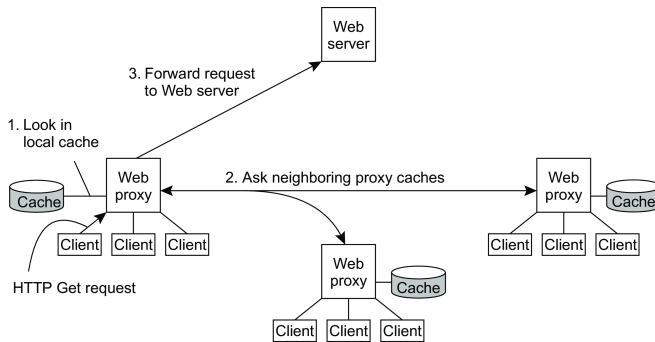 Web
server
3. Forward request
to Web server
1. Look in
local cache
Web
proxy
2. Ask neighboring proxy caches
Web
proxy
Cache
Cache
Client
Client
Client
Client
Client
Client
Web
proxy
Cache
HTTP Get request
Client
Client
Client